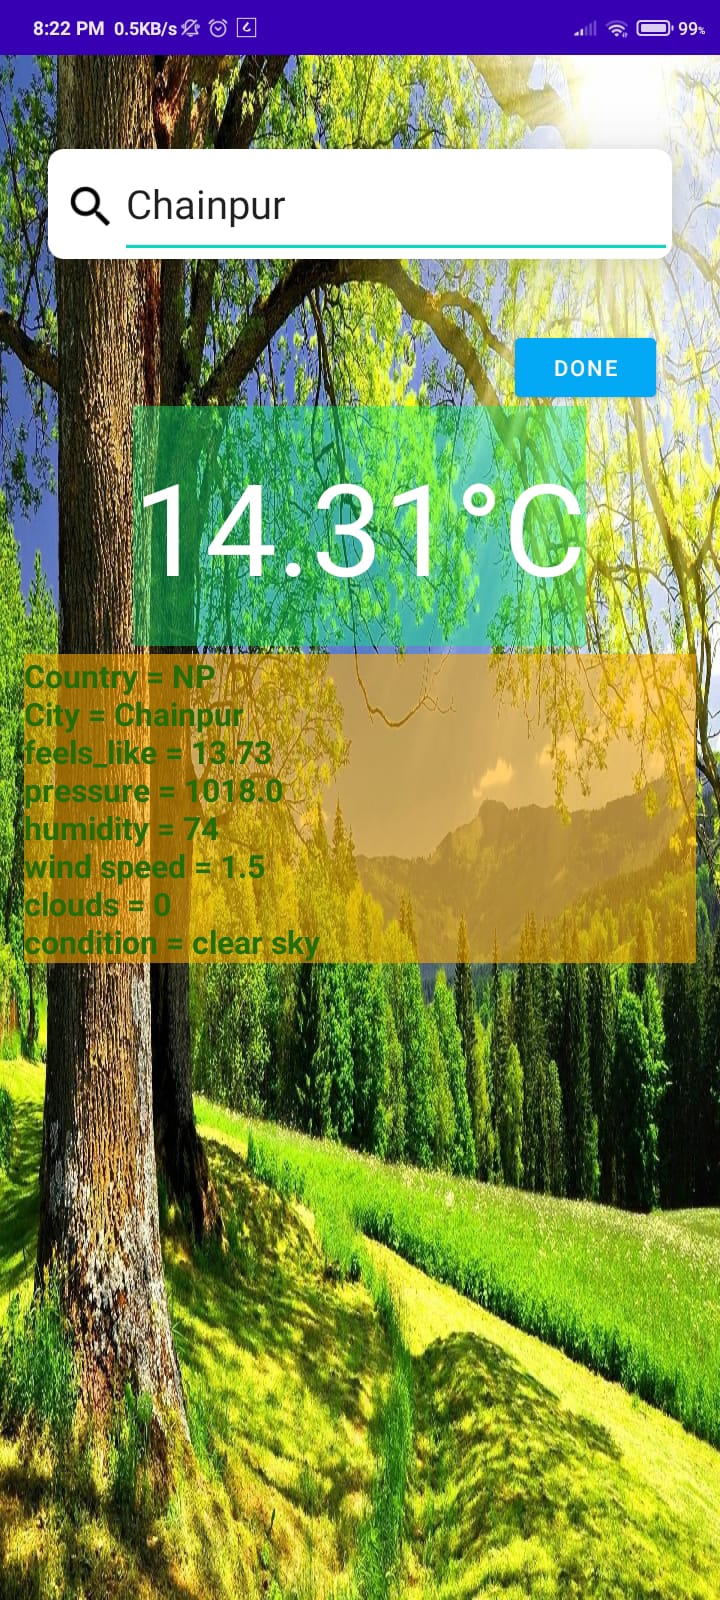 8:22 PM 0.5KB/s 99%
Chainpur
DONE
14.31°C
Country = NP
City = Chainpur
feels_like = 13.73
pressure = 1018.0
humidity = 74
wind speed = 1.5
clouds = 0
condition = clear sky